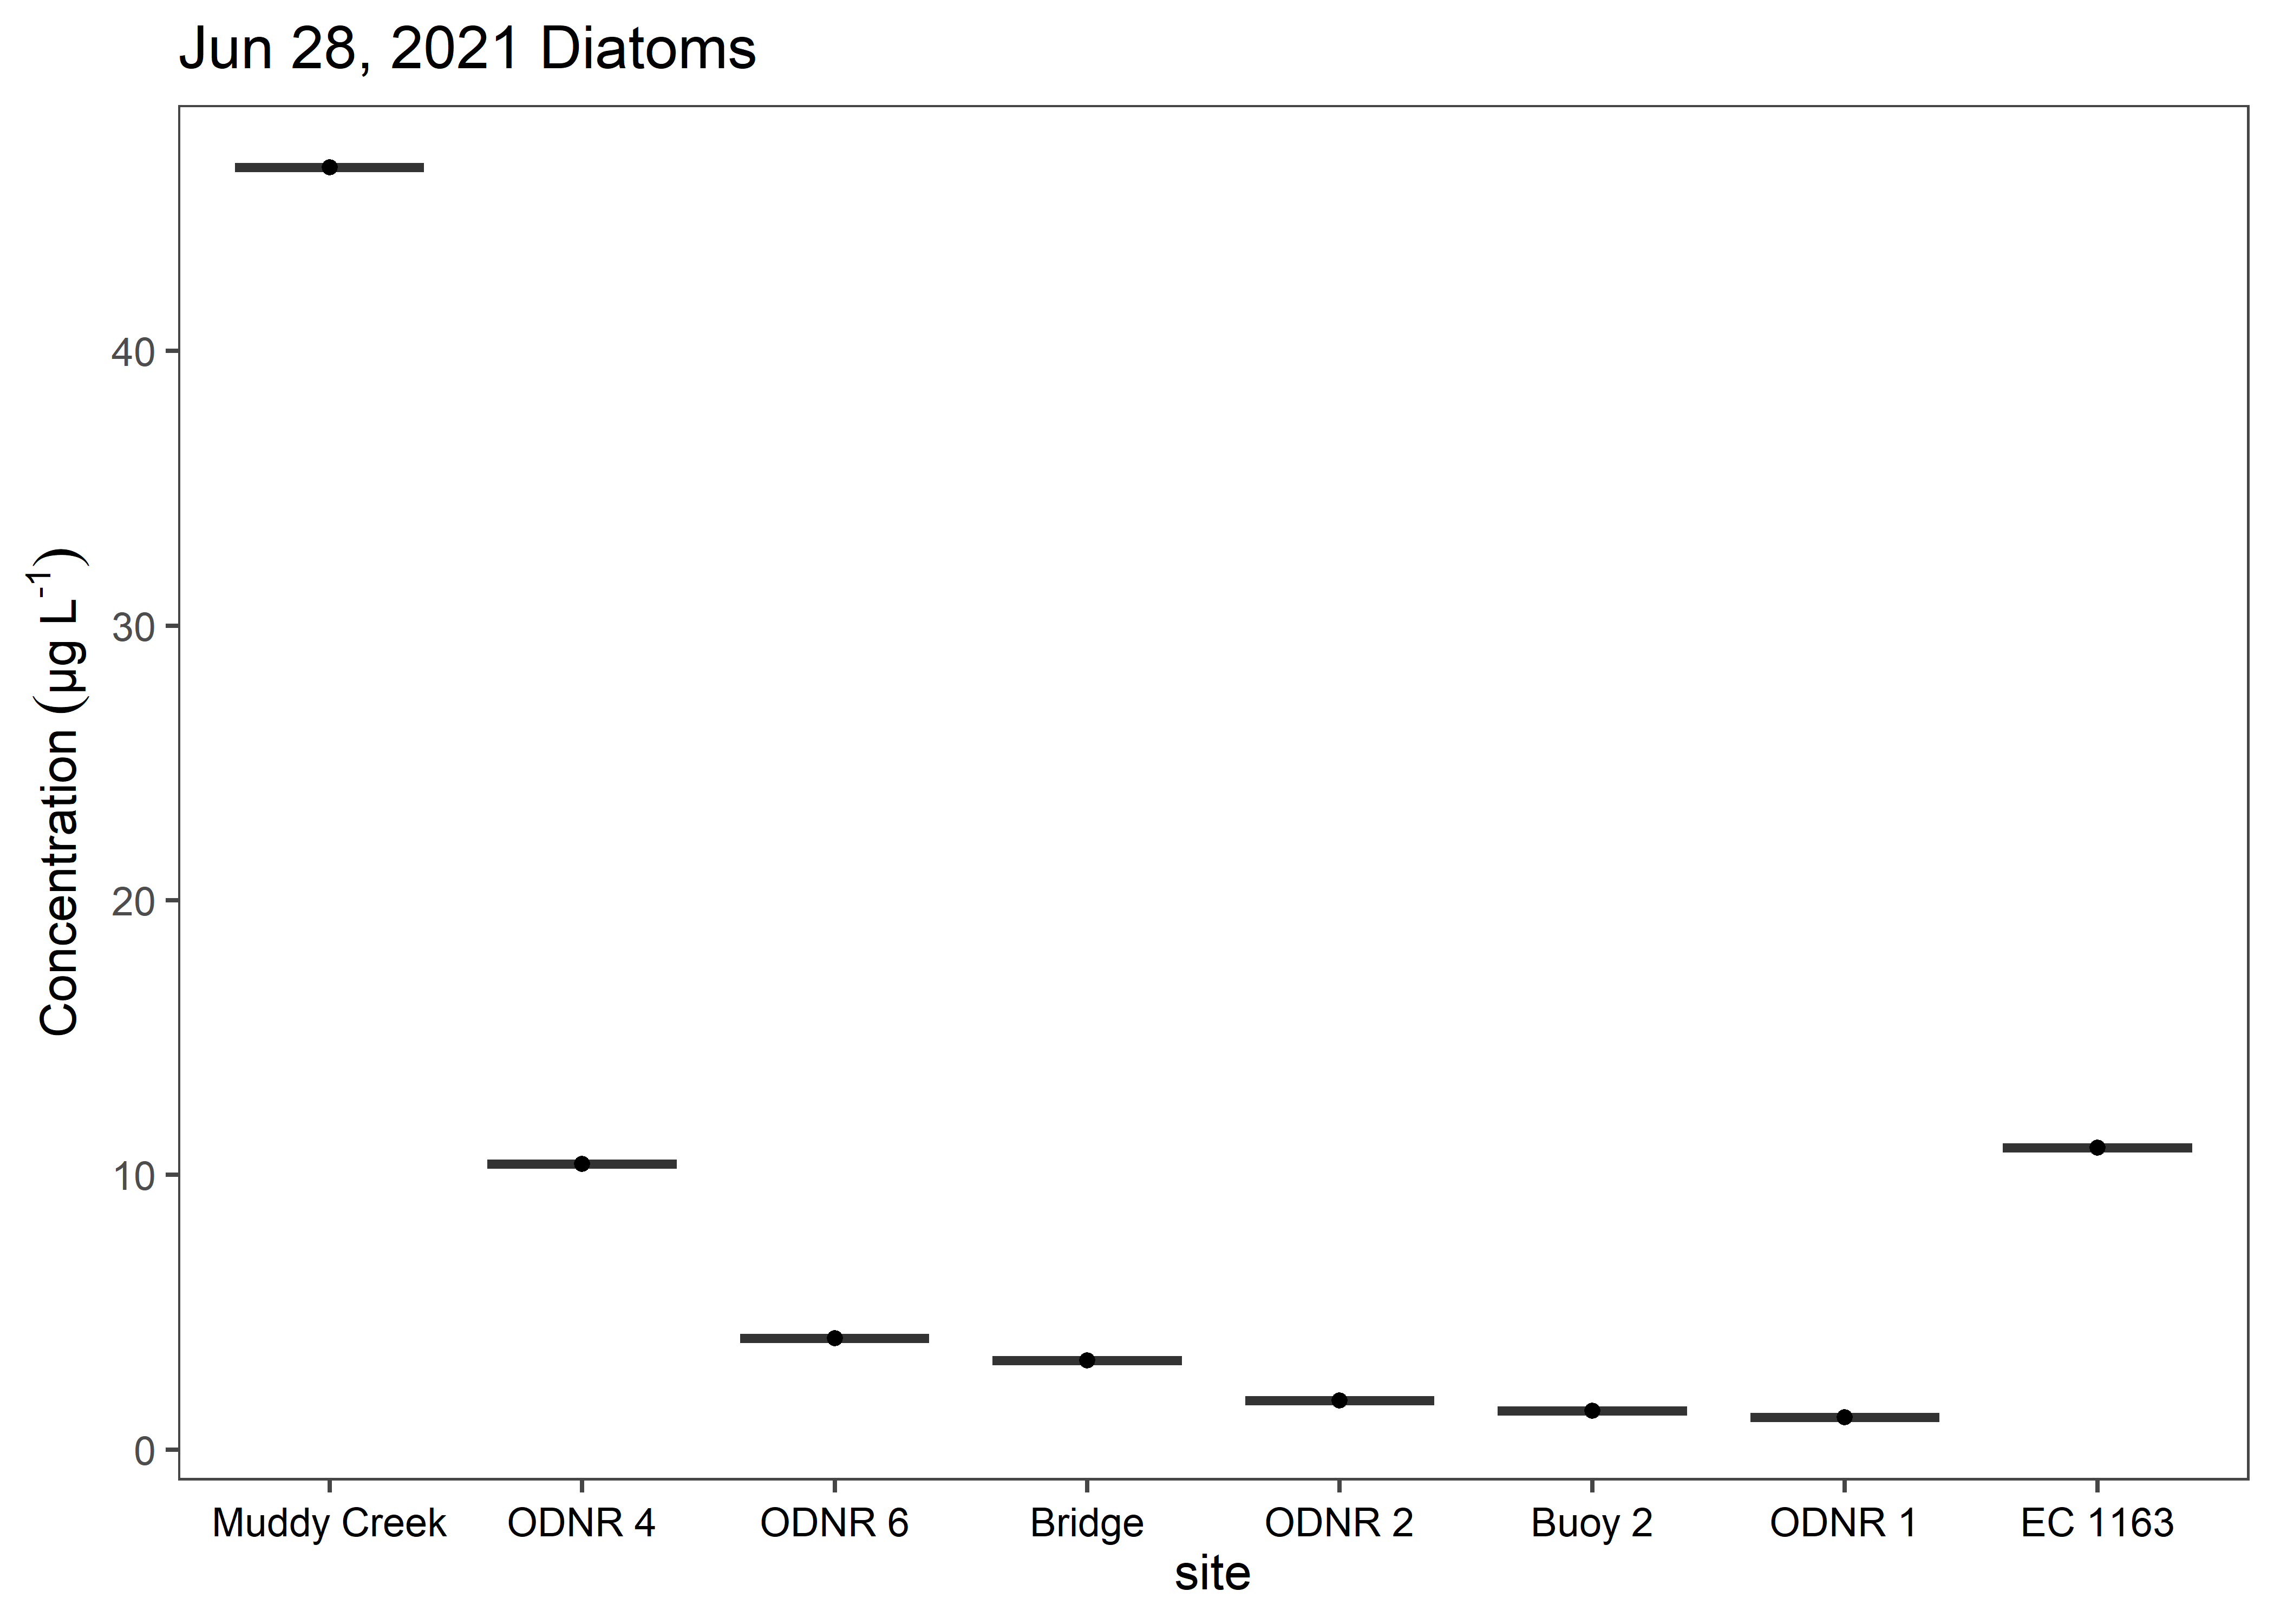 Jun 28, 2021 Diatoms
Concentration (µg L-1)
40
30
20
10
0
Muddy Creek ODNR 4 ODNR 6 Bridge ODNR 2 Buoy 2 ODNR 1 EC 1163
site